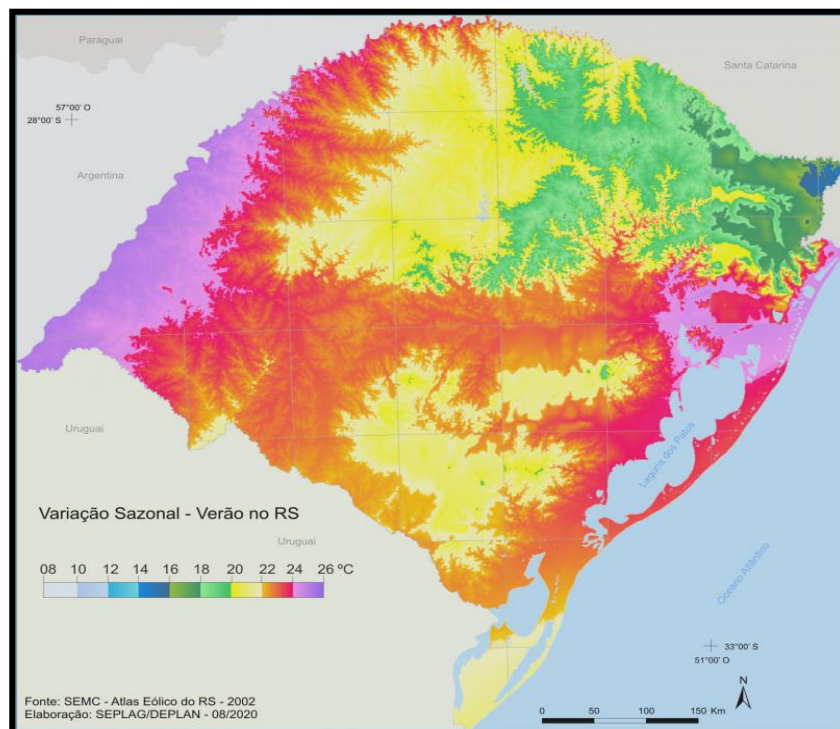 Paraguai
Santa Catarina
57°00' O
28°00' S
Argentina
Uruguai
Laguna dos Patos
Variação Sazonal - Verão no RS
Uruguai
08 10 12 14 16 18 20 22 24 26 ºC
Oceano Atlântico
33°00' S
51°00' O
N
Fonte: SEMC - Atlas Eólico do RS - 2002
Elaboração: SEPLAG/DEPLAN - 08/2020
0 50 100 150 Km